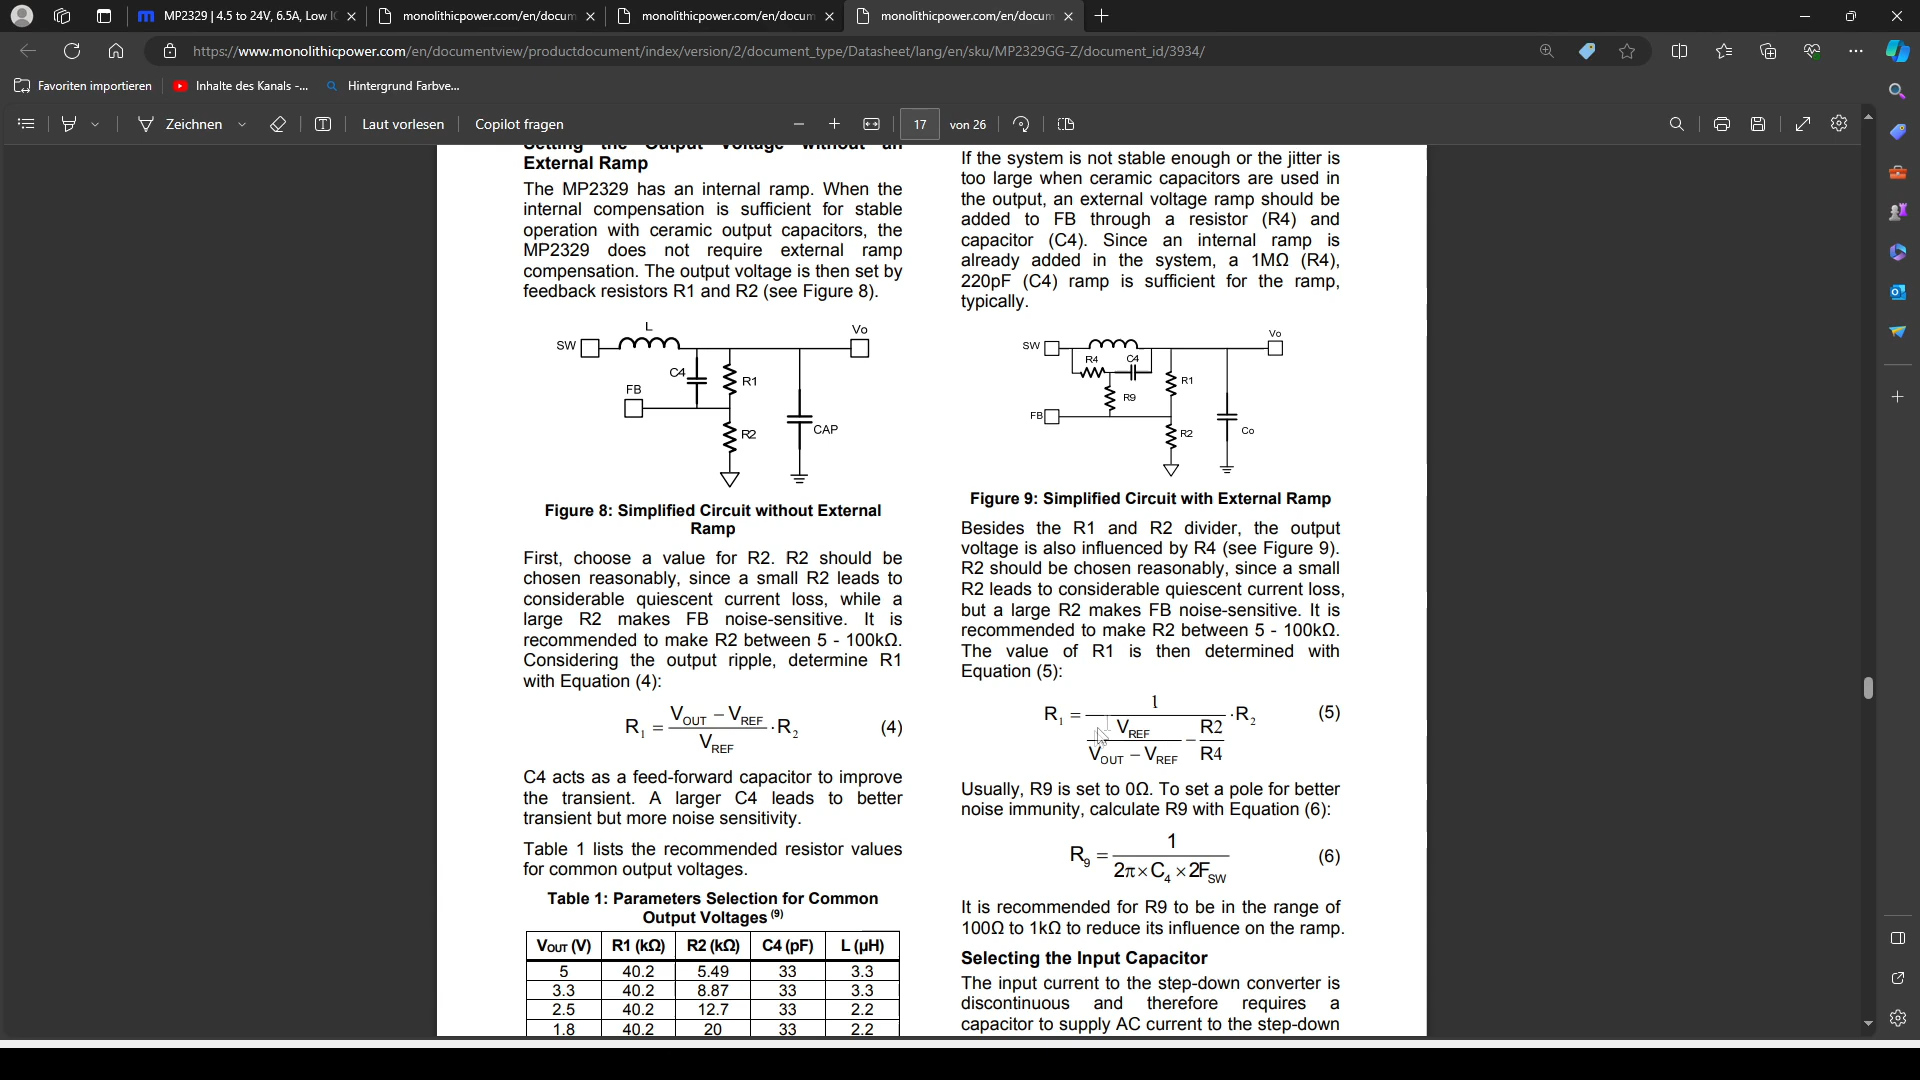 MP2329 | 4.5 to 24V, 6.5A, Low I
monolithicpower.com/en/docum
monolithicpower.com/en/docum
monolithicpower.com/en/docum
https://www.monolithicpower.com/en/documentview/productdocument/index/version/2/document_type/Datasheet/lang/en/sku/MP2329GG-Z/document_id/3934/
Favoriten importieren
Inhalte des Kanals -...
Hintergrund Farbve...
Zeichnen
Laut vorlesen
Copilot fragen
17 von 26
Setting the Output Voltage without an
External Ramp
The MP2329 has an internal ramp. When the
internal compensation is sufficient for stable
operation with ceramic output capacitors, the
MP2329 does not require external ramp
compensation. The output voltage is then set by
feedback resistors R1 and R2 (see Figure 8).
L
Vo
SW
C4
R1
FB
R2
CAP
Figure 8: Simplified Circuit without External
Ramp
First, choose a value for R2. R2 should be
chosen reasonably, since a small R2 leads to
considerable quiescent current loss, while a
large R2 makes FB noise-sensitive. It is
recommended to make R2 between 5 - 100kΩ.
Considering the output ripple, determine R1
with Equation (4):
R₁ = (V_OUT − V_REF) / V_REF · R₂ (4)
C4 acts as a feed-forward capacitor to improve
the transient. A larger C4 leads to better
transient but more noise sensitivity.
Table 1 lists the recommended resistor values
for common output voltages.
Table 1: Parameters Selection for Common
Output Voltages (9)
VOUT (V) R1 (kΩ) R2 (kΩ) C4 (pF) L (µH)
5 40.2 5.49 33 3.3
3.3 40.2 8.87 33 3.3
2.5 40.2 12.7 33 2.2
1.8 40.2 20 33 2.2
If the system is not stable enough or the jitter is
too large when ceramic capacitors are used in
the output, an external voltage ramp should be
added to FB through a resistor (R4) and
capacitor (C4). Since an internal ramp is
already added in the system, a 1MΩ (R4),
220pF (C4) ramp is sufficient for the ramp,
typically.
Vo
SW
R4 C4
R1
R9
FB
R2
Co
Figure 9: Simplified Circuit with External Ramp
Besides the R1 and R2 divider, the output
voltage is also influenced by R4 (see Figure 9).
R2 should be chosen reasonably, since a small
R2 leads to considerable quiescent current loss,
but a large R2 makes FB noise-sensitive. It is
recommended to make R2 between 5 - 100kΩ.
The value of R1 is then determined with
Equation (5):
R₁ = 1 / (V_REF / (V_OUT − V_REF) − R2 / R4) · R₂ (5)
Usually, R9 is set to 0Ω. To set a pole for better
noise immunity, calculate R9 with Equation (6):
R₉ = 1 / (2π×C₄×2F_SW) (6)
It is recommended for R9 to be in the range of
100Ω to 1kΩ to reduce its influence on the ramp.
Selecting the Input Capacitor
The input current to the step-down converter is
discontinuous and therefore requires a
capacitor to supply AC current to the step-down